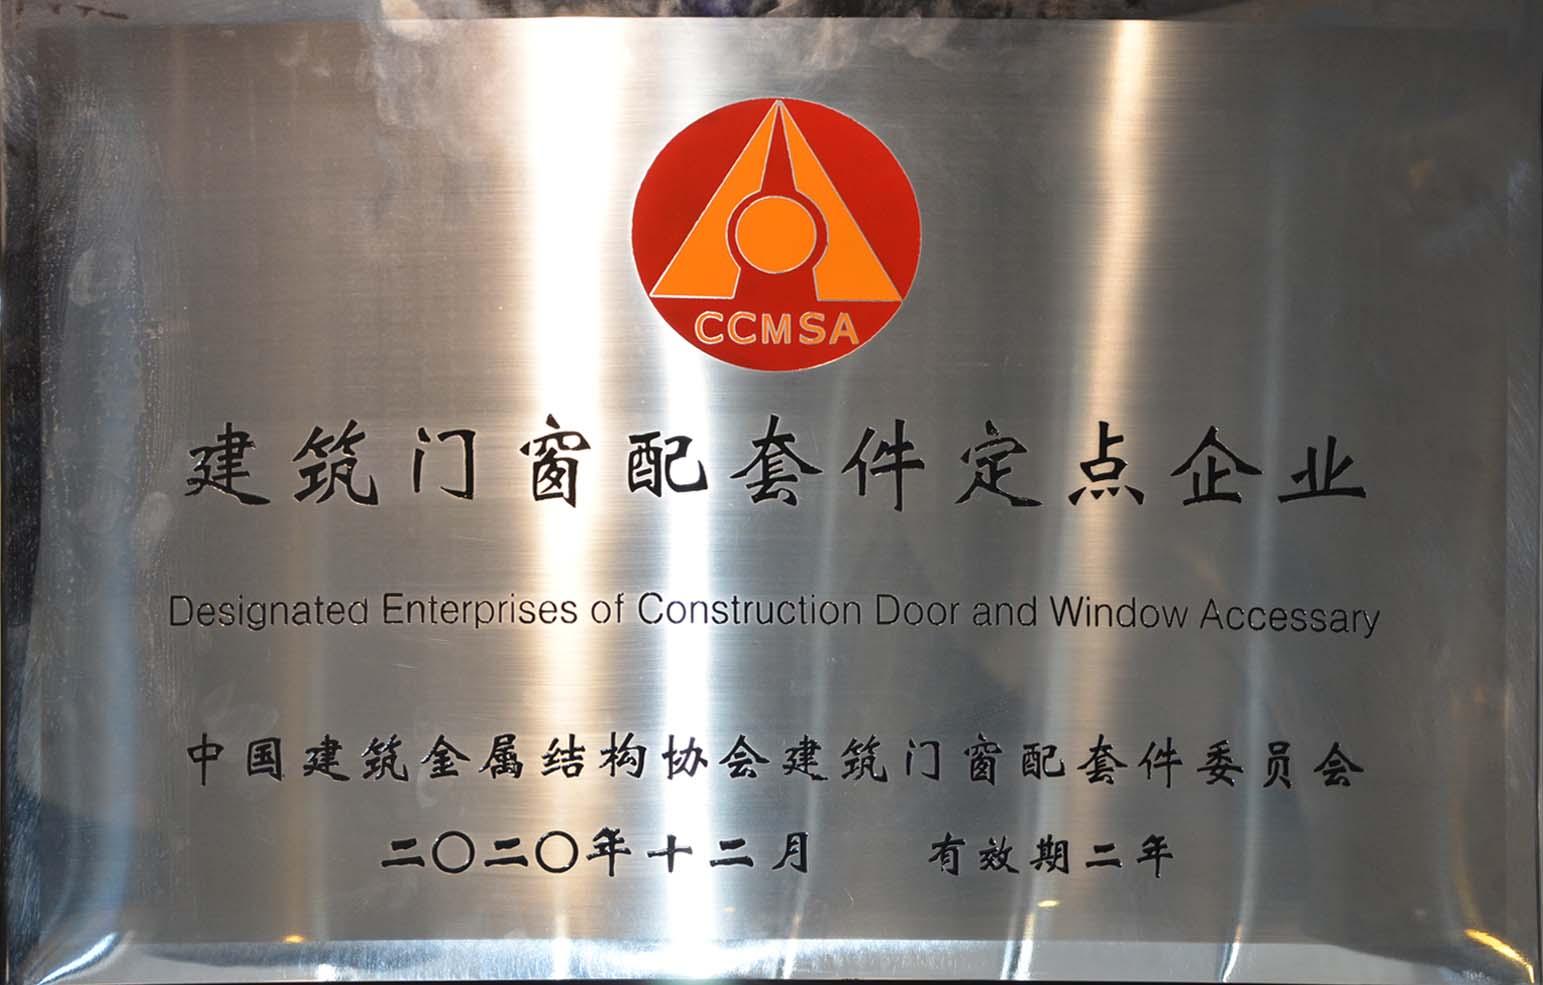 CCMSA
建筑门窗配套件定点企业
Designated Enterprises of Construction Door and Window Accessary
中国建筑金属结构协会建筑门窗配套件委员会
二〇二〇年十二月 有效期二年